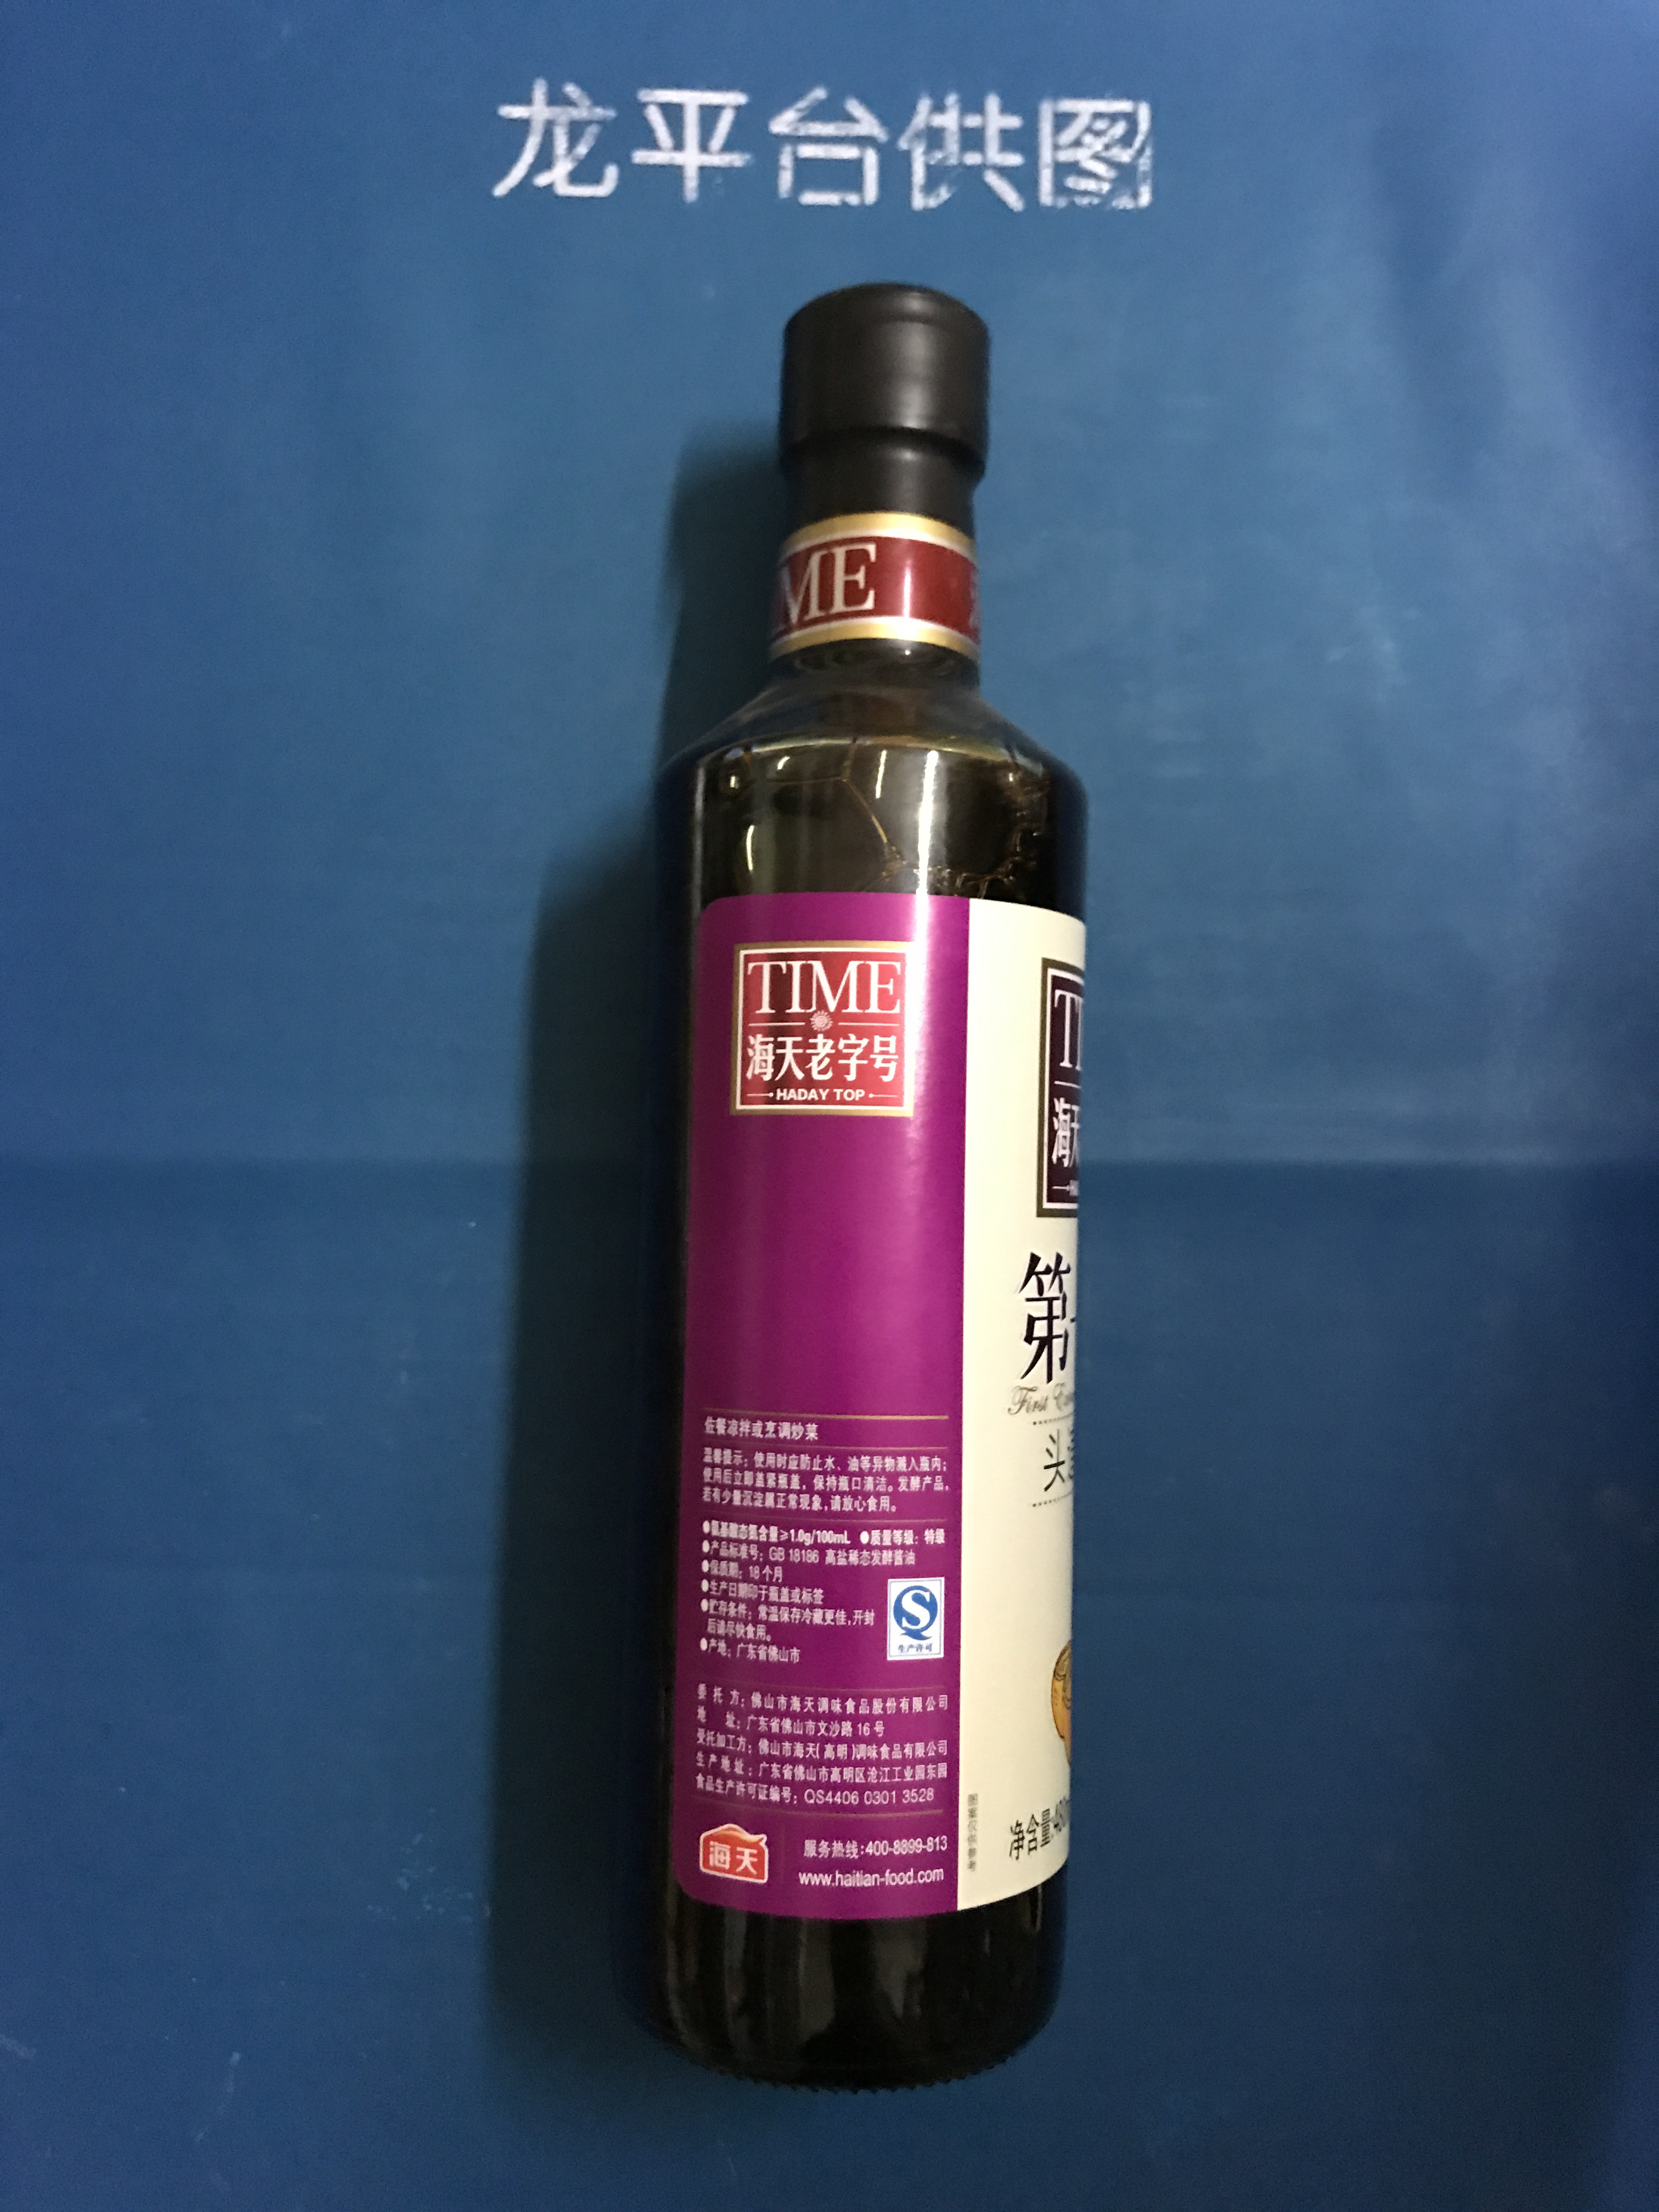 龙平台供图
TIME
TIME
海天老字号
HADAY TOP
佐餐凉拌或烹调炒菜
温馨提示：使用时应防止水、油等异物溅入瓶内；
使用后立即盖紧瓶盖，保持瓶口清洁。发酵产品，
若有少量沉淀属正常现象，请放心食用。
●氨基酸态氮含量≥1.0g/100mL ●质量等级：特级
●产品标准号：GB 18186 高盐稀态发酵酱油
●保质期：18个月
●生产日期印于瓶盖或标签
●贮存条件：常温保存冷藏更佳，开封
后请尽快食用。
●产地：广东省佛山市
生产许可
委托方：佛山市海天调味食品股份有限公司
地址：广东省佛山市文沙路16号
受托加工方：佛山市海天(高明)调味食品有限公司
生产地址：广东省佛山市高明区沧江工业园东园
食品生产许可证编号：QS4406 0301 3528
海天
服务热线：400-8899-813
www.haitian-food.com
海天
第一
First
头
图案仅供参考
净含量:480